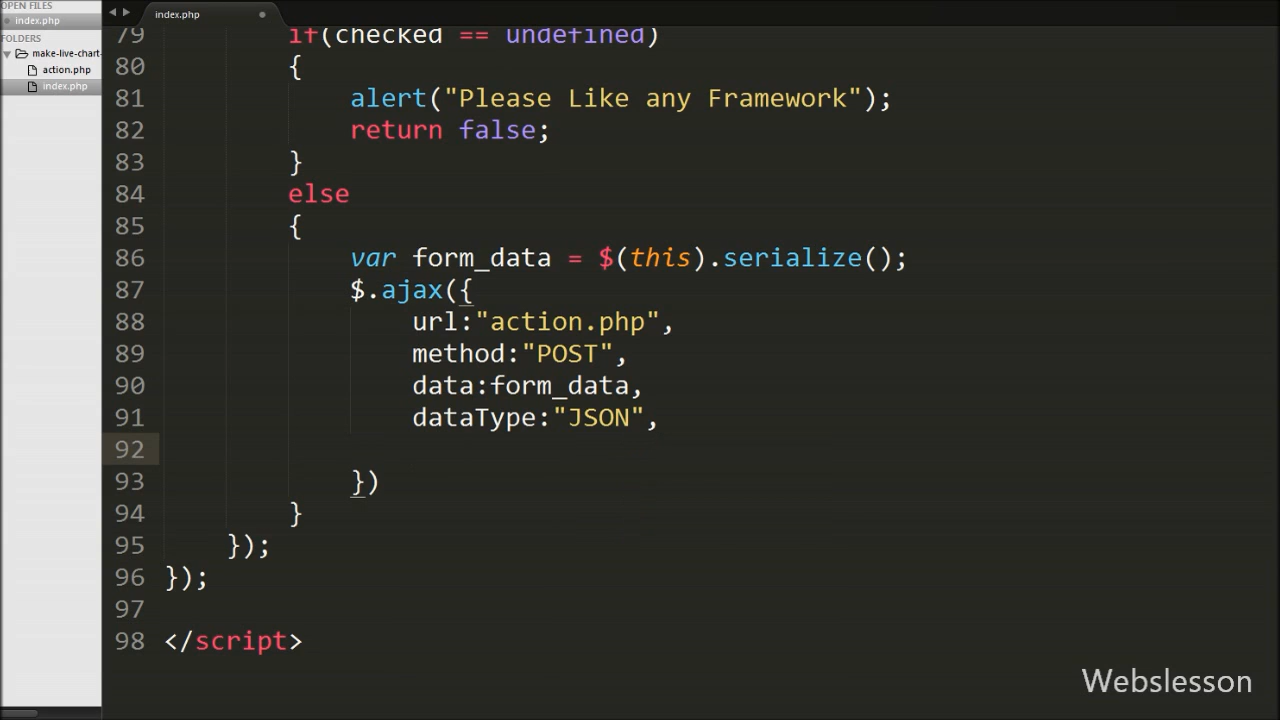 OPEN FILES
index.php
FOLDERS
make-live-chart-
action.php
index.php
index.php
79 if(checked == undefined)
80 {
81 alert("Please Like any Framework");
82 return false;
83 }
84 else
85 {
86 var form_data = $(this).serialize();
87 $.ajax({
88 url:"action.php",
89 method:"POST",
90 data:form_data,
91 dataType:"JSON",
92
93 })
94 }
95 });
96 });
97
98 </script>
Webslesson